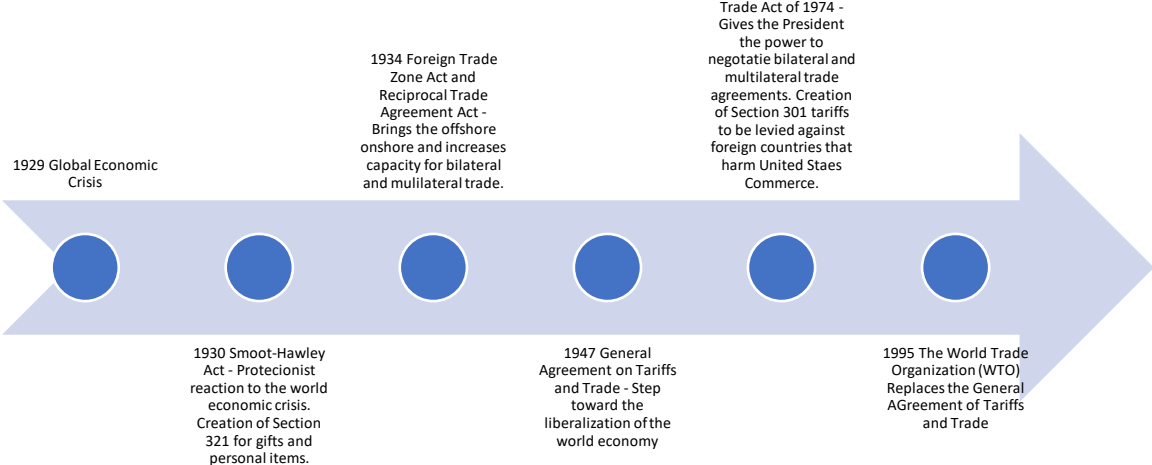 1929 Global Economic
Crisis
1930 Smoot-Hawley
Act - Protecionist
reaction to the world
economic crisis.
Creation of Section
321 for gifts and
personal items.
1934 Foreign Trade
Zone Act and
Reciprocal Trade
Agreement Act -
Brings the offshore
onshore and increases
capacity for bilateral
and mulilateral trade.
1947 General
Agreement on Tariffs
and Trade - Step
toward the
liberalization of the
world economy
Trade Act of 1974 -
Gives the President
the power to
negotatie bilateral and
multilateral trade
agreements. Creation
of Section 301 tariffs
to be levied against
foreign countries that
harm United Staes
Commerce.
1995 The World Trade
Organization (WTO)
Replaces the General
AGreement of Tariffs
and Trade